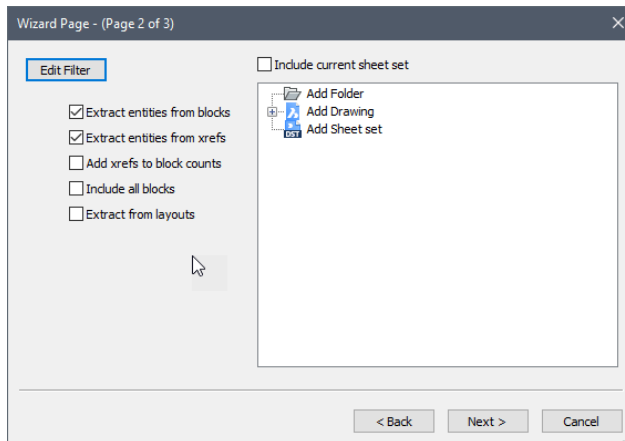 Wizard Page - (Page 2 of 3)
Edit Filter
Extract entities from blocks
Extract entities from xrefs
Add xrefs to block counts
Include all blocks
Extract from layouts
Include current sheet set
Add Folder
Add Drawing
DST
Add Sheet set
< Back
Next >
Cancel